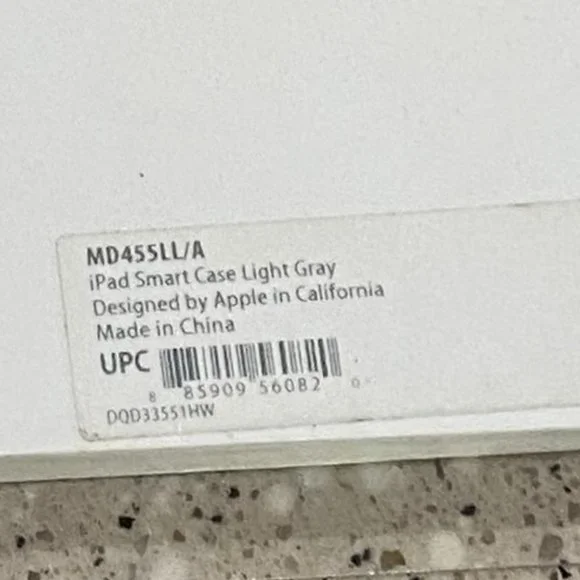 MD455LL/A
iPad Smart Case Light Gray
Designed by Apple in California
Made in China
UPC
8 85909 56082 0
DQD33551HW